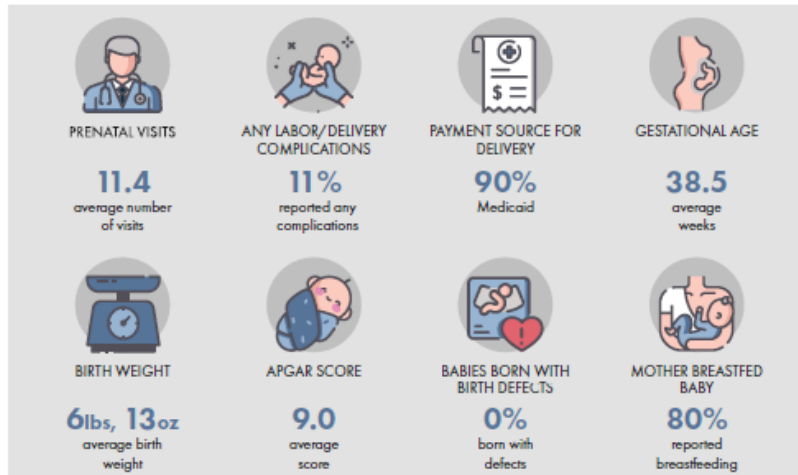 PRENATAL VISITS
11.4
average number
of visits
ANY LABOR/DELIVERY
COMPLICATIONS
11%
reported any
complications
$
PAYMENT SOURCE FOR
DELIVERY
90%
Medicaid
GESTATIONAL AGE
38.5
average
weeks
BIRTH WEIGHT
6lbs, 13oz
average birth
weight
APGAR SCORE
9.0
average
score
BABIES BORN WITH
BIRTH DEFECTS
0%
born with
defects
MOTHER BREASTFED
BABY
80%
reported
breastfeeding